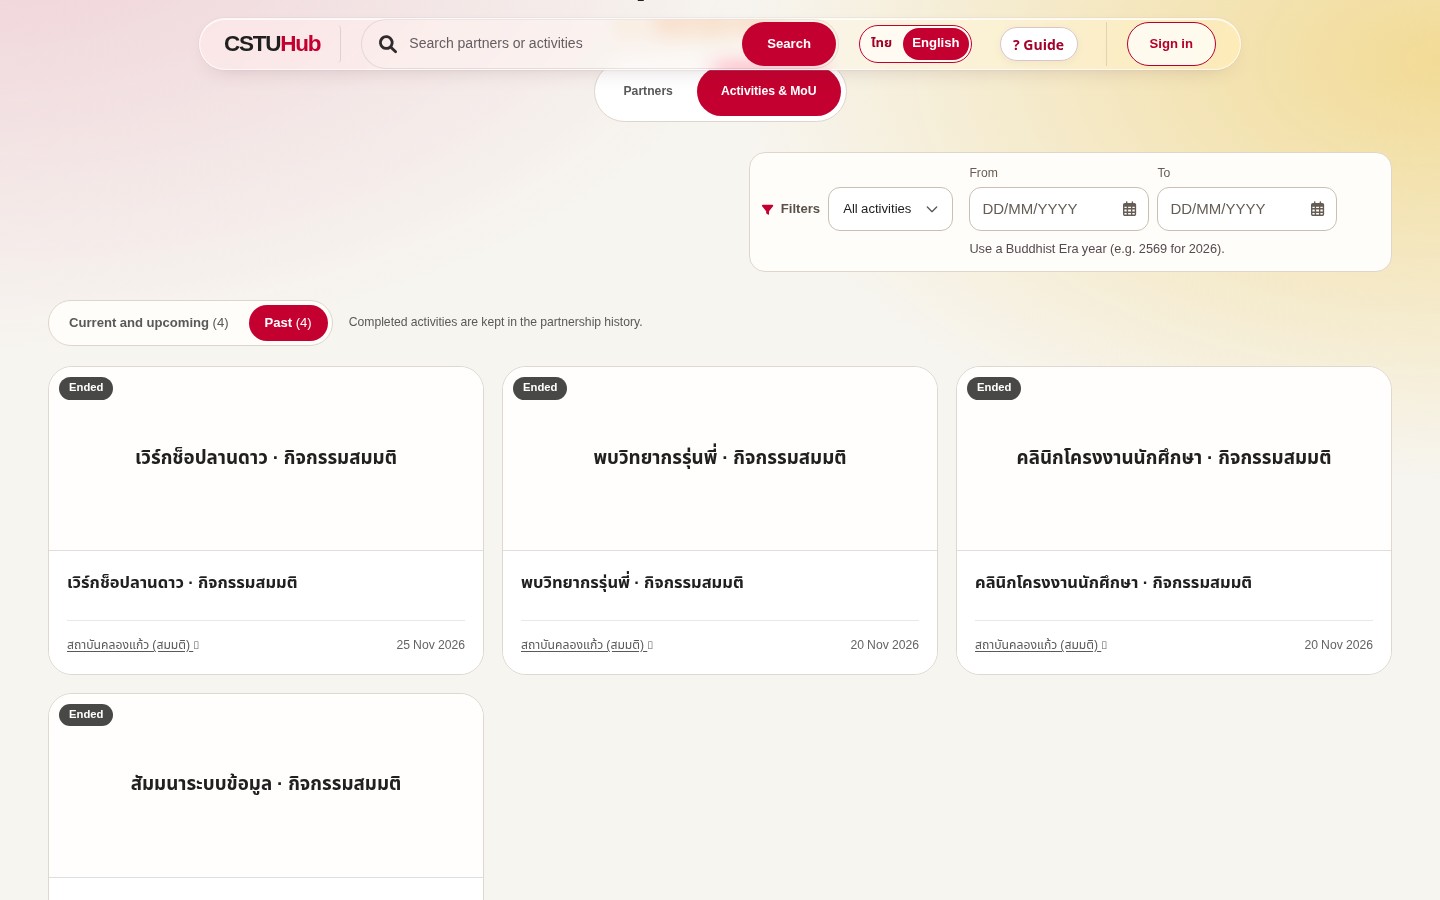 CSTUHub
Search partners or activities
Search
ไทย
English
? Guide
Sign in
Partners
Activities & MoU
Filters
All activities
From
DD/MM/YYYY
To
DD/MM/YYYY
Use a Buddhist Era year (e.g. 2569 for 2026).
Current and upcoming (4)
Past (4)
Completed activities are kept in the partnership history.
Ended
เวิร์กช็อปลานดาว · กิจกรรมสมมติ
เวิร์กช็อปลานดาว · กิจกรรมสมมติ
สถาบันคลองแก้ว (สมมติ)
25 Nov 2026
Ended
พบวิทยากรรุ่นพี่ · กิจกรรมสมมติ
พบวิทยากรรุ่นพี่ · กิจกรรมสมมติ
สถาบันคลองแก้ว (สมมติ)
20 Nov 2026
Ended
คลินิกโครงงานนักศึกษา · กิจกรรมสมมติ
คลินิกโครงงานนักศึกษา · กิจกรรมสมมติ
สถาบันคลองแก้ว (สมมติ)
20 Nov 2026
Ended
สัมมนาระบบข้อมูล · กิจกรรมสมมติ